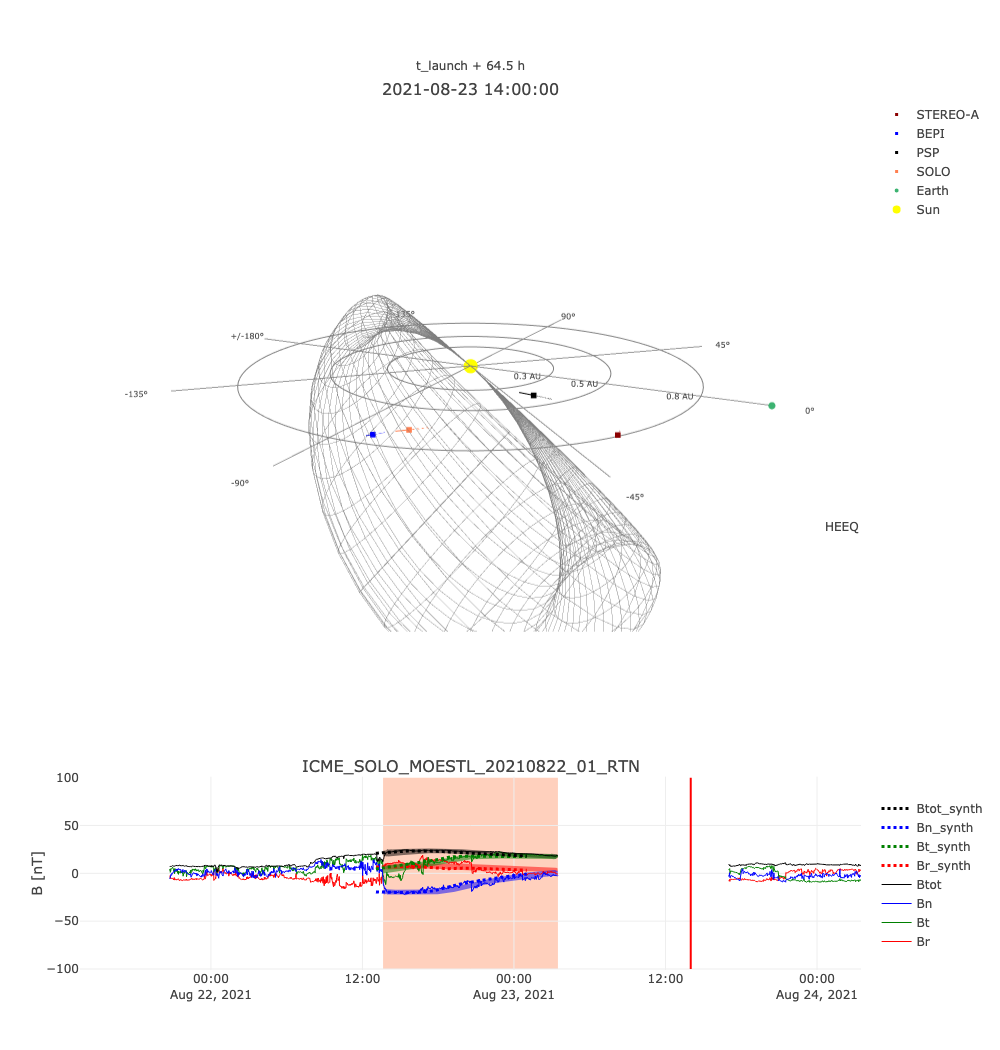 t_launch + 64.5 h
2021-08-23 14:00:00
STEREO-A
BEPI
PSP
SOLO
Earth
Sun
-135°
90°
+/-180°
45°
0.3 AU
0.5 AU
-135°
0.8 AU
0°
-90°
-45°
HEEQ
ICME_SOLO_MOESTL_20210822_01_RTN
100
50
0
−50
−100
B [nT]
00:00
Aug 22, 2021
12:00
00:00
Aug 23, 2021
12:00
00:00
Aug 24, 2021
Btot_synth
Bn_synth
Bt_synth
Br_synth
Btot
Bn
Bt
Br